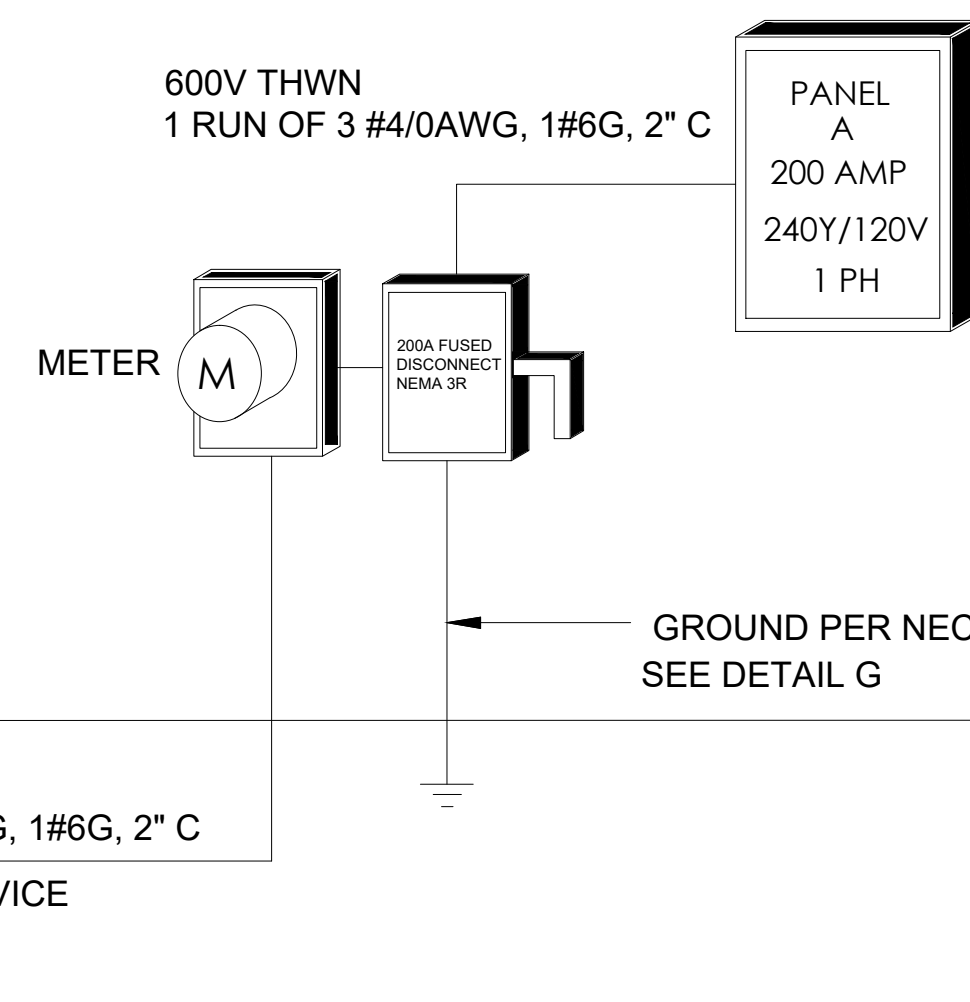 600V THWN
1 RUN OF 3 #4/0AWG, 1#6G, 2" C
PANEL
A
200 AMP
240Y/120V
1 PH
METER
M
200A FUSED
DISCONNECT
NEMA 3R
GROUND PER NEC
SEE DETAIL G
, 1#6G, 2" C
VICE